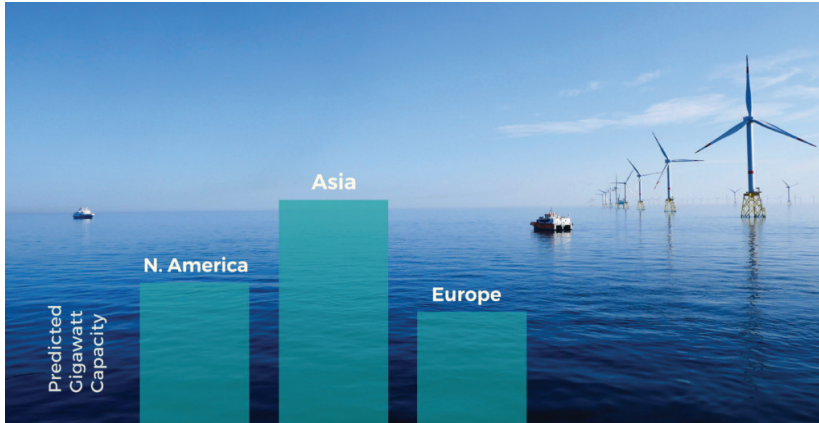 Asia
N. America
Europe
Predicted
Gigawatt
Capacity